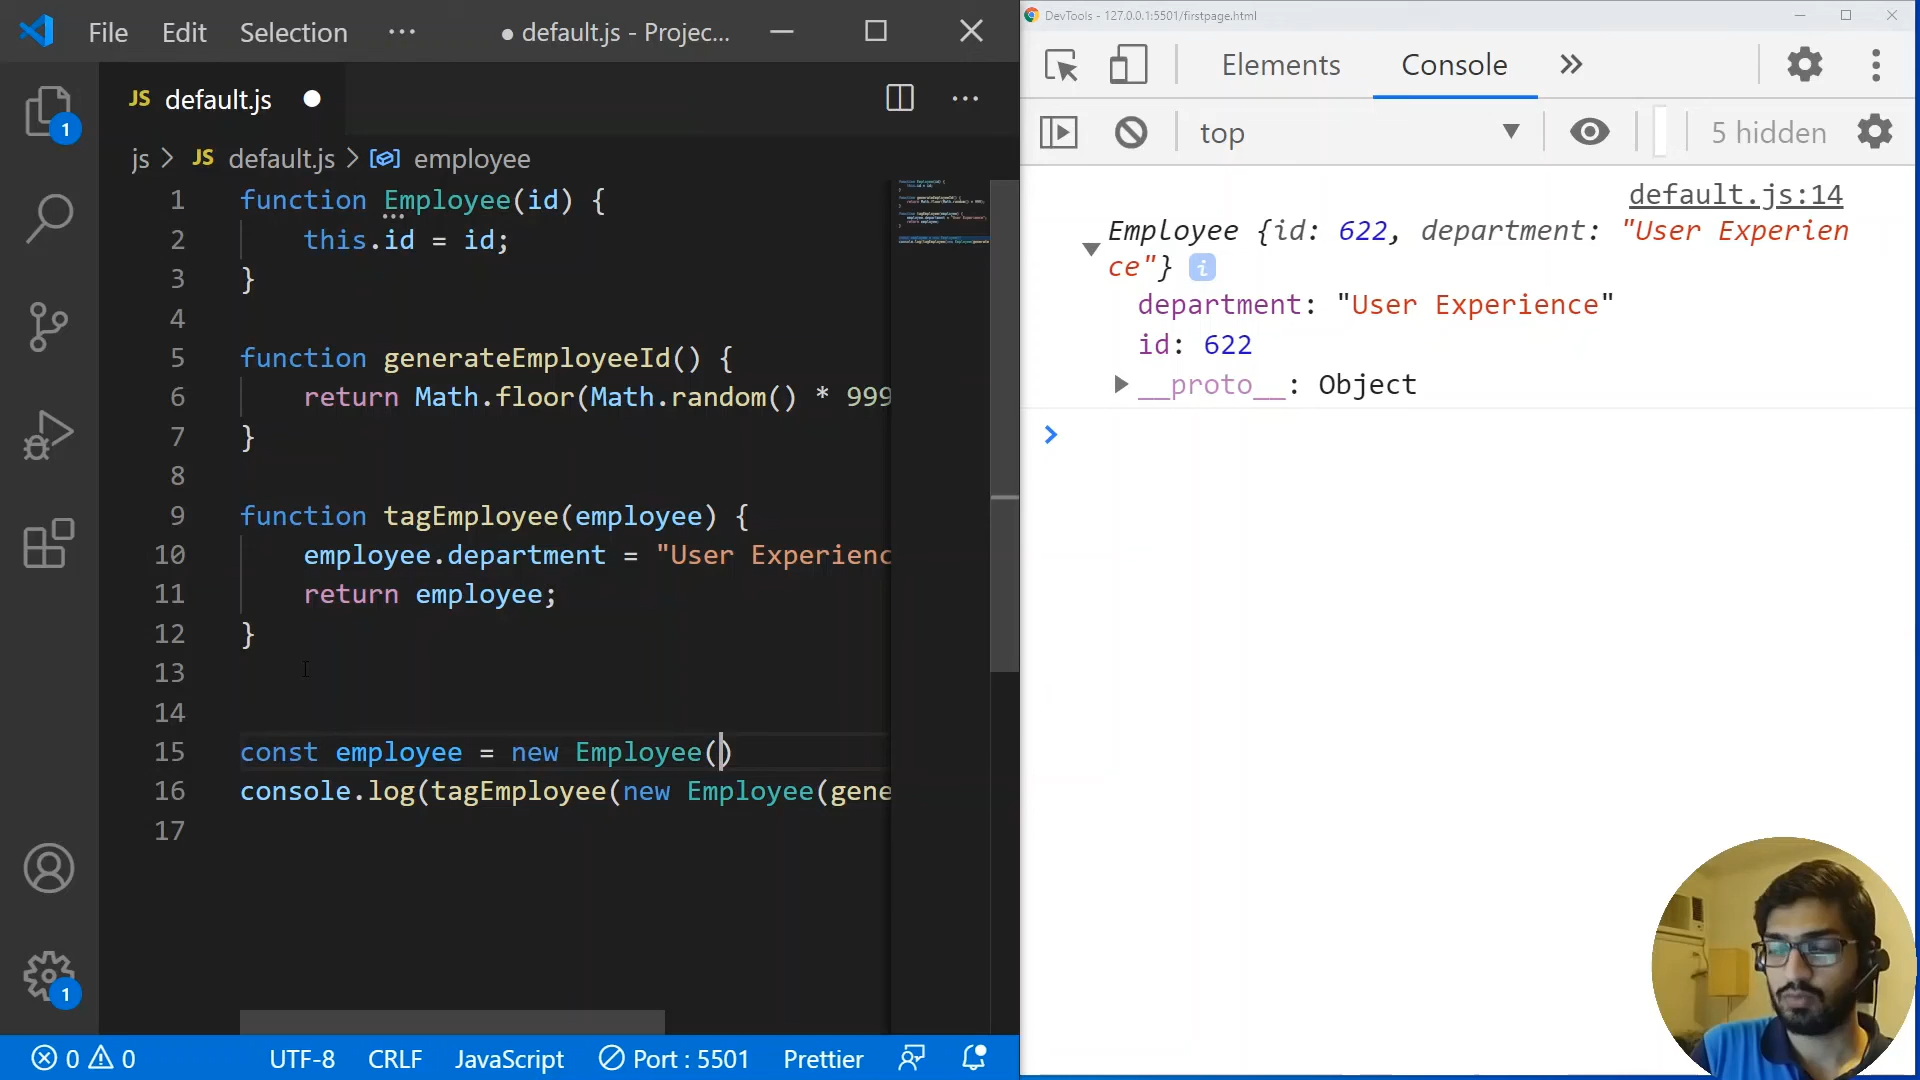 File Edit Selection ··· ● default.js - Projec...
JS default.js ●
js > JS default.js > employee
1 function Employee(id) {
2 this.id = id;
3 }
4
5 function generateEmployeeId() {
6 return Math.floor(Math.random() * 999
7 }
8
9 function tagEmployee(employee) {
10 employee.department = "User Experienc
11 return employee;
12 }
13
14
15 const employee = new Employee()
16 console.log(tagEmployee(new Employee(gene
17
1
1
0 0 UTF-8 CRLF JavaScript Port : 5501 Prettier
DevTools - 127.0.0.1:5501/firstpage.html
Elements Console »
top 5 hidden
default.js:14
Employee {id: 622, department: "User Experien
ce"} i
department: "User Experience"
id: 622
__proto__: Object
>